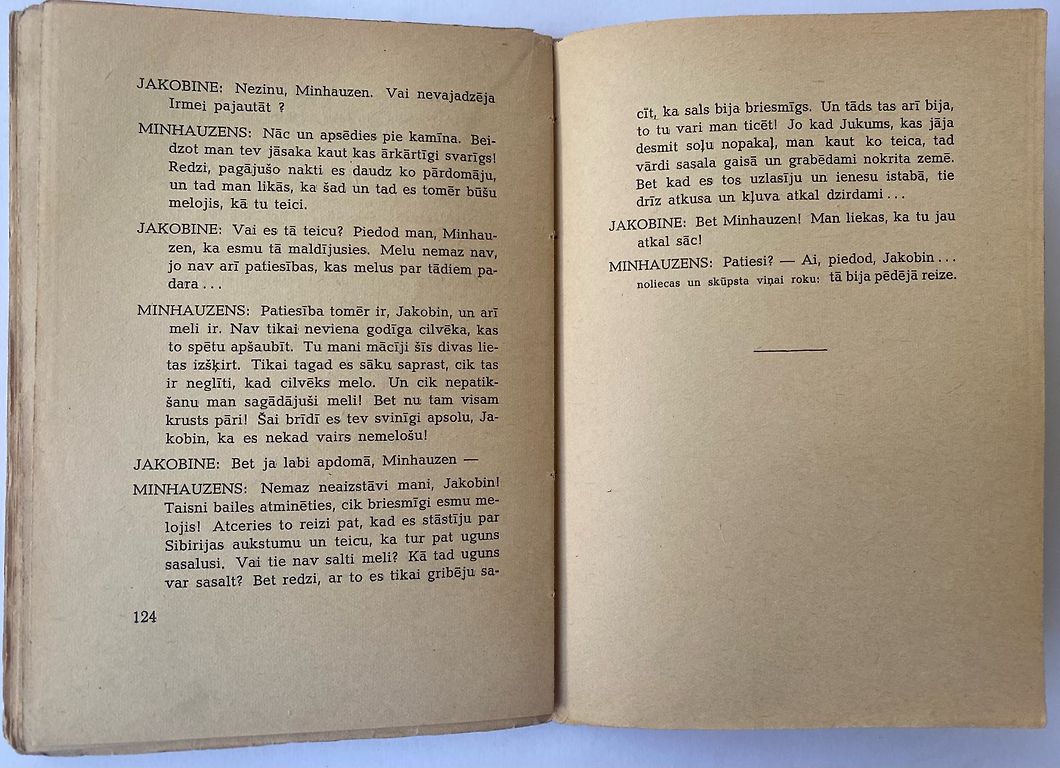 JAKOBINE: Nezinu, Minhauzen. Vai nevajadzēja
Irmei pajautāt ?
MINHAUZENS: Nāc un apsēdies pie kamīna. Bei-
dzot man tev jāsaka kaut kas ārkārtīgi svarīgs!
Redzi, pagājušo nakti es daudz ko pārdomāju,
un tad man likās, ka šad un tad es tomēr būšu
melojis, kā tu teici.
JAKOBINE: Vai es tā teicu? Piedod man, Minhau-
zen, ka esmu tā maldījusies. Melu nemaz nav,
jo nav arī patiesības, kas melus par tādiem pa-
dara . . .
MINHAUZENS: Patiesība tomēr ir, Jakobin, un arī
meli ir. Nav tikai neviena godīga cilvēka, kas
to spētu apšaubīt. Tu mani mācīji šīs divas lie-
tas izšķirt. Tikai tagad es sāku saprast, cik tas
ir neglīti, kad cilvēks melo. Un cik nepatik-
šanu man sagādājuši meli! Bet nu tam visam
krusts pāri! Šai brīdī es tev svinīgi apsolu, Ja-
kobin, ka es nekad vairs nemelošu!
JAKOBINE: Bet ja labi apdomā, Minhauzen —
MINHAUZENS: Nemaz neaizstāvi mani, Jakobin!
Taisni bailes atminēties, cik briesmīgi esmu me-
lojis! Atceries to reizi pat, kad es stāstīju par
Sibirijas aukstumu un teicu, ka tur pat uguns
sasalusi. Vai tie nav salti meli? Kā tad uguns
var sasalt? Bet redzi, ar to es tikai gribēju sa-
124
cīt, ka sals bija briesmīgs. Un tāds tas arī bija,
to tu vari man ticēt! Jo kad Jukums, kas jāja
desmit soļu nopakaļ, man kaut ko teica, tad
vārdi sasala gaisā un grabēdami nokrita zemē.
Bet kad es tos uzlasīju un ienesu istabā, tie
drīz atkusa un kļuva atkal dzirdami . . .
JAKOBINE: Bet Minhauzen! Man liekas, ka tu jau
atkal sāc!
MINHAUZENS: Patiesi? — Ai, piedod, Jakobin . . .
noliecas un skūpsta viņai roku: tā bija pēdējā reize.